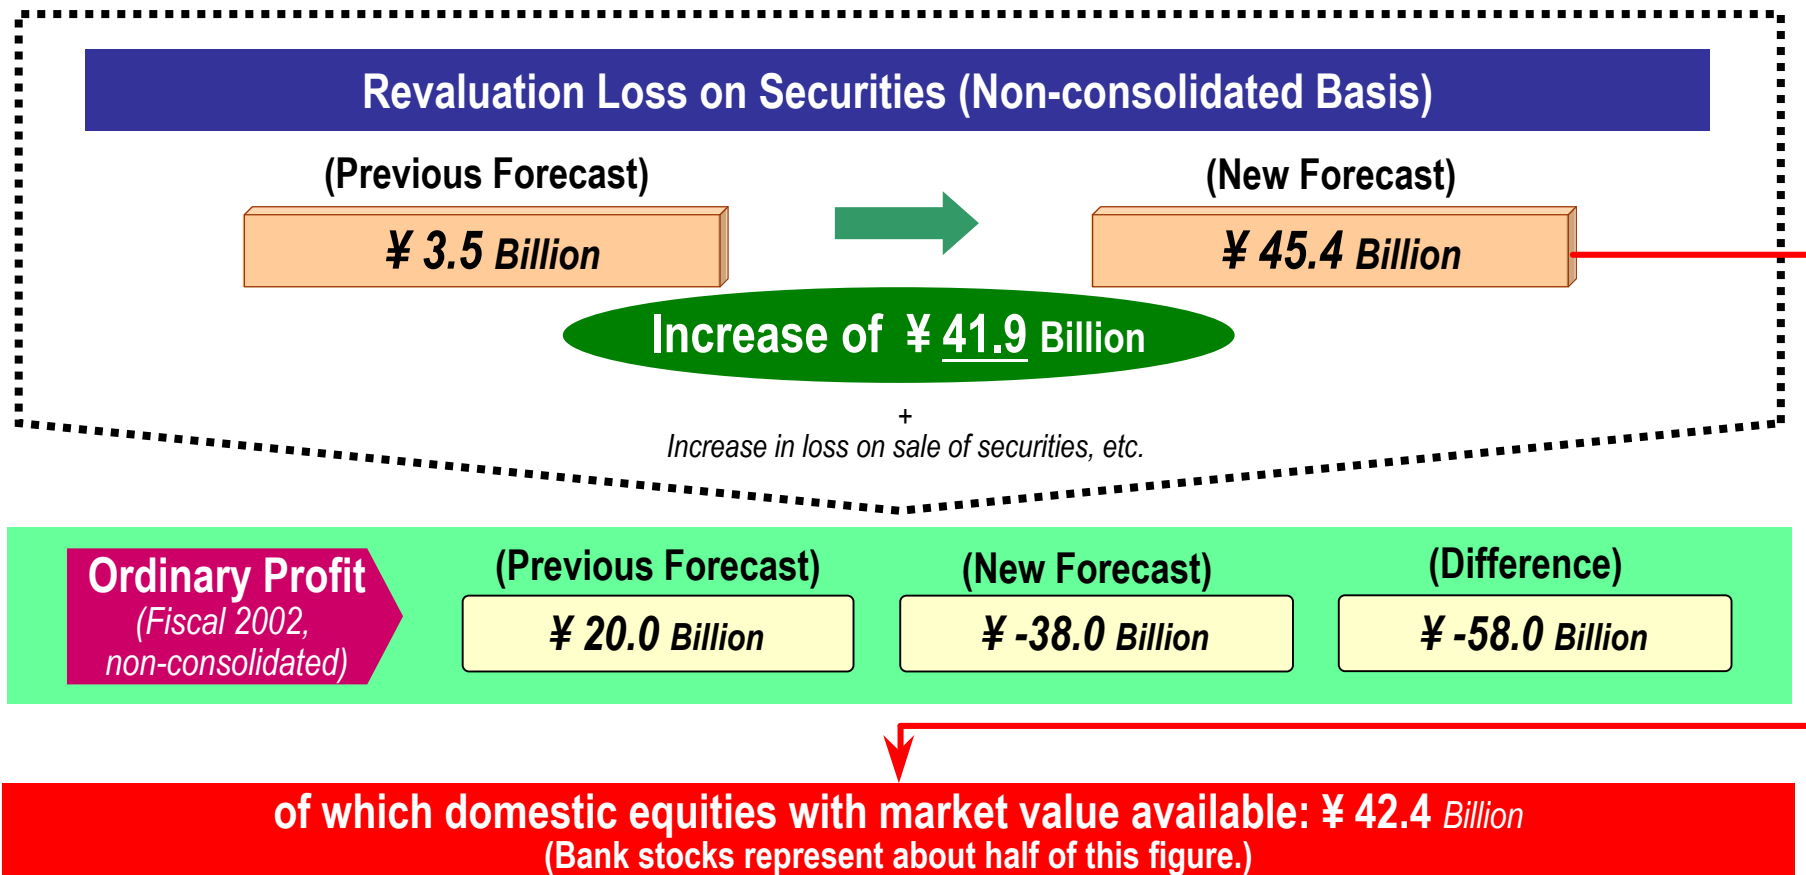 Revaluation Loss on Securities (Non-consolidated Basis)
(Previous Forecast)
(New Forecast)
¥ 3.5 Billion
¥ 45.4 Billion
Increase of ¥ 41.9 Billion
+
Increase in loss on sale of securities, etc.
Ordinary Profit
(Fiscal 2002,
non-consolidated)
(Previous Forecast)
(New Forecast)
(Difference)
¥ 20.0 Billion
¥ -38.0 Billion
¥ -58.0 Billion
of which domestic equities with market value available: ¥ 42.4 Billion
(Bank stocks represent about half of this figure.)